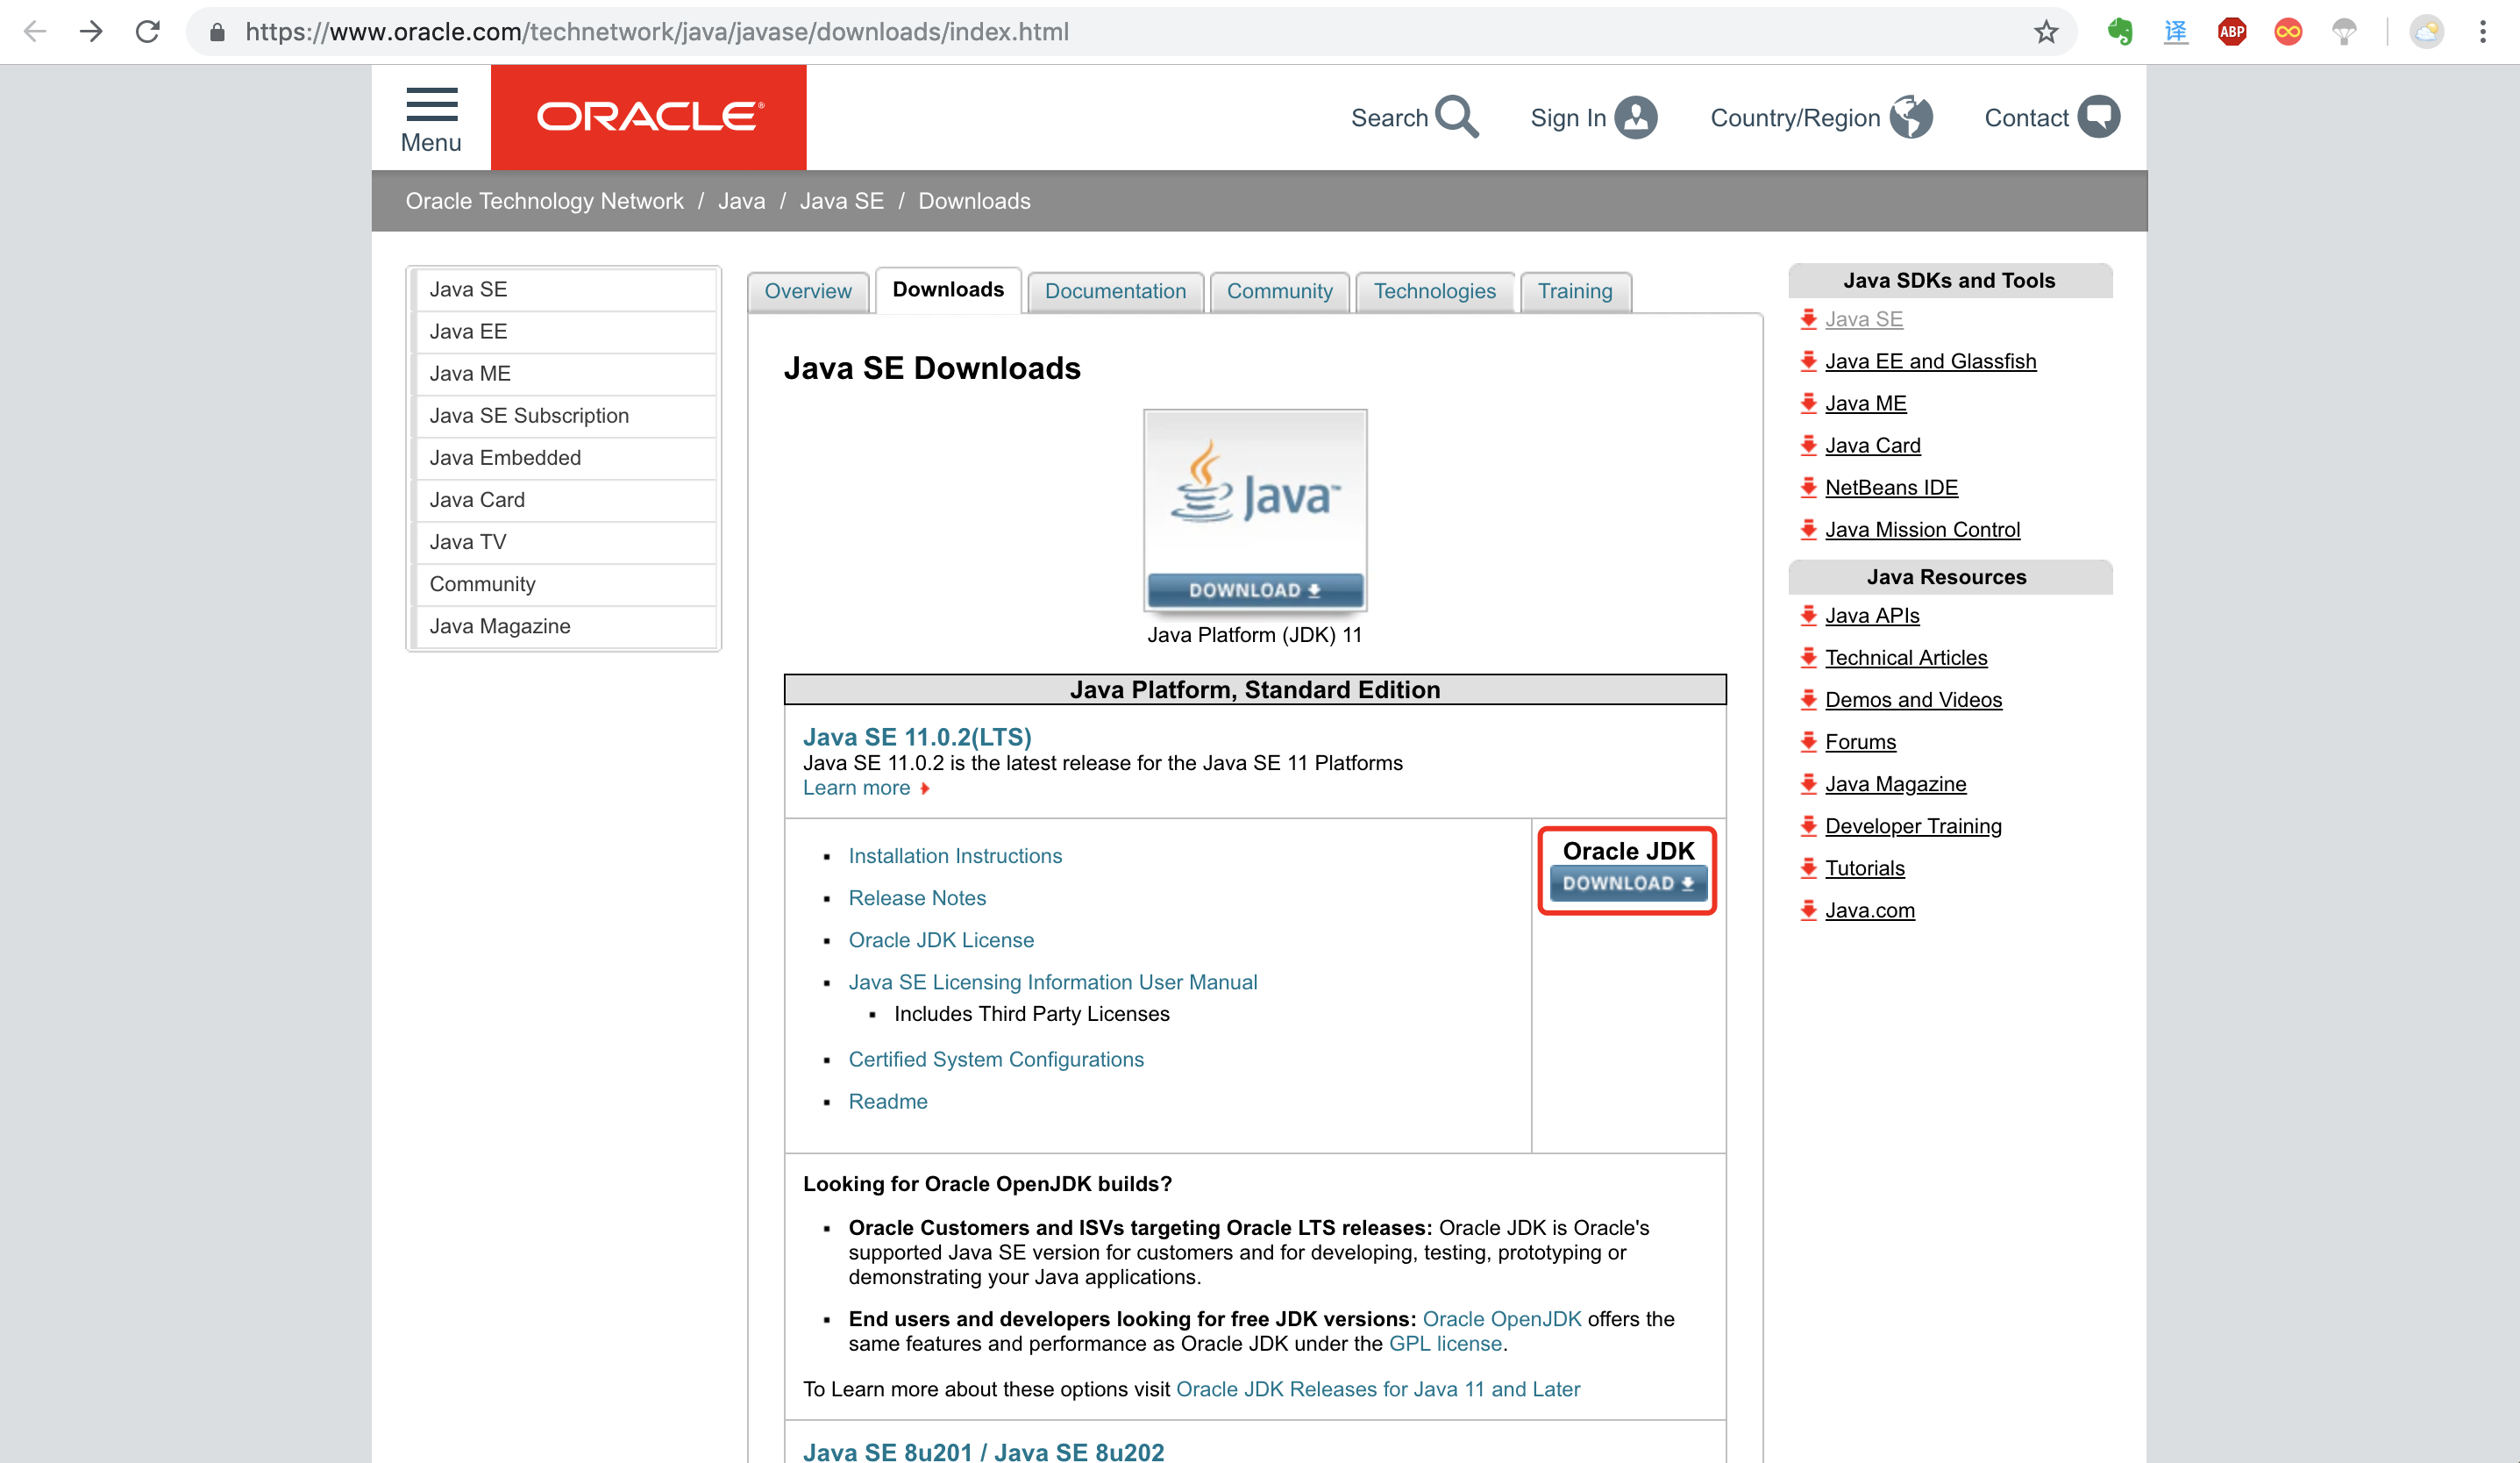 https://www.oracle.com/technetwork/java/javase/downloads/index.html
译
ABP
Menu
ORACLE®
Search
Sign In
Country/Region
Contact
Oracle Technology Network / Java / Java SE / Downloads
Java SE
Java EE
Java ME
Java SE Subscription
Java Embedded
Java Card
Java TV
Community
Java Magazine
Overview
Downloads
Documentation
Community
Technologies
Training
Java SE Downloads
Java™
DOWNLOAD
Java Platform (JDK) 11
Java Platform, Standard Edition
Java SE 11.0.2(LTS)
Java SE 11.0.2 is the latest release for the Java SE 11 Platforms
Learn more
Installation Instructions
Release Notes
Oracle JDK License
Java SE Licensing Information User Manual
Includes Third Party Licenses
Certified System Configurations
Readme
Oracle JDK
DOWNLOAD
Looking for Oracle OpenJDK builds?
Oracle Customers and ISVs targeting Oracle LTS releases: Oracle JDK is Oracle's
supported Java SE version for customers and for developing, testing, prototyping or
demonstrating your Java applications.
End users and developers looking for free JDK versions: Oracle OpenJDK offers the
same features and performance as Oracle JDK under the GPL license.
To Learn more about these options visit Oracle JDK Releases for Java 11 and Later
Java SE 8u201 / Java SE 8u202
Java SDKs and Tools
Java SE
Java EE and Glassfish
Java ME
Java Card
NetBeans IDE
Java Mission Control
Java Resources
Java APIs
Technical Articles
Demos and Videos
Forums
Java Magazine
Developer Training
Tutorials
Java.com